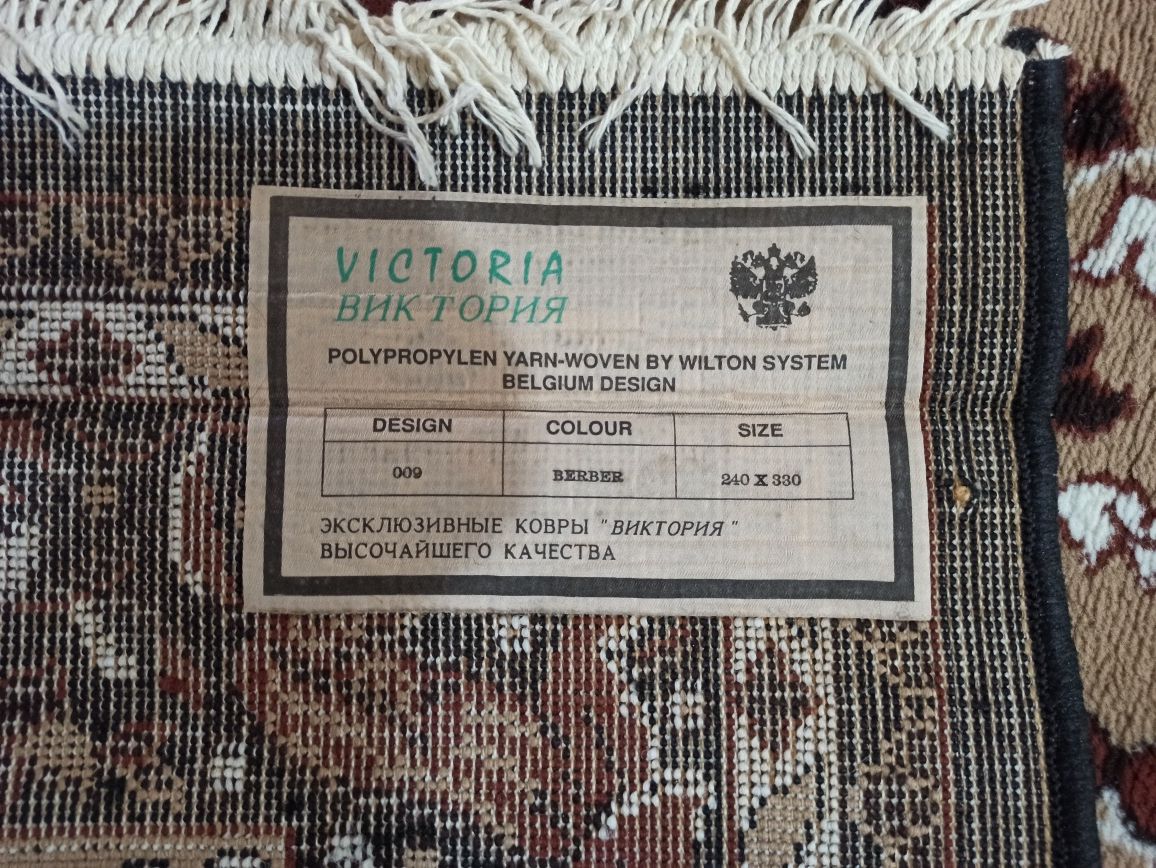 VICTORIA
ВИКТОРИЯ
POLYPROPYLEN YARN-WOVEN BY WILTON SYSTEM
BELGIUM DESIGN
DESIGN COLOUR SIZE
009 BERBER 240 X 330
ЭКСКЛЮЗИВНЫЕ КОВРЫ "ВИКТОРИЯ"
ВЫСОЧАЙШЕГО КАЧЕСТВА